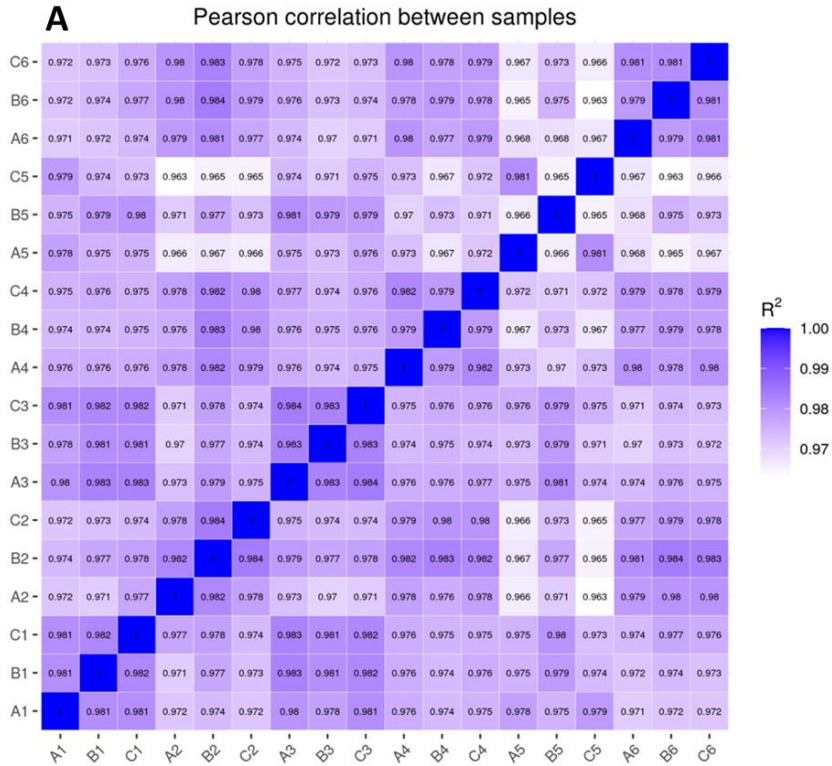 A
Pearson correlation between samples
C6 0.972 0.973 0.976 0.98 0.983 0.978 0.975 0.972 0.973 0.98 0.978 0.979 0.967 0.973 0.966 0.981 0.981 1
B6 0.972 0.974 0.977 0.98 0.984 0.979 0.976 0.973 0.974 0.978 0.979 0.978 0.965 0.975 0.963 0.979 1 0.981
A6 0.971 0.972 0.974 0.979 0.981 0.977 0.974 0.97 0.971 0.98 0.977 0.979 0.968 0.968 0.967 1 0.979 0.981
C5 0.979 0.974 0.973 0.963 0.965 0.965 0.974 0.971 0.975 0.973 0.967 0.972 0.981 0.965 1 0.967 0.963 0.966
B5 0.975 0.979 0.98 0.971 0.977 0.973 0.981 0.979 0.979 0.97 0.973 0.971 0.966 1 0.965 0.968 0.975 0.973
A5 0.978 0.975 0.975 0.966 0.967 0.966 0.975 0.973 0.976 0.973 0.967 0.972 1 0.966 0.981 0.968 0.965 0.967
C4 0.975 0.976 0.975 0.978 0.982 0.98 0.977 0.974 0.976 0.982 0.979 1 0.972 0.971 0.972 0.979 0.978 0.979
B4 0.974 0.974 0.975 0.976 0.983 0.98 0.976 0.975 0.976 0.979 1 0.979 0.967 0.973 0.967 0.977 0.979 0.978
A4 0.976 0.976 0.976 0.978 0.982 0.979 0.976 0.974 0.975 1 0.979 0.982 0.973 0.97 0.973 0.98 0.978 0.98
C3 0.981 0.982 0.982 0.971 0.978 0.974 0.984 0.983 1 0.975 0.976 0.976 0.976 0.979 0.975 0.971 0.974 0.973
B3 0.978 0.981 0.981 0.97 0.977 0.974 0.983 1 0.983 0.974 0.975 0.974 0.973 0.979 0.971 0.97 0.973 0.972
A3 0.98 0.983 0.983 0.973 0.979 0.975 1 0.983 0.984 0.976 0.976 0.977 0.975 0.981 0.974 0.974 0.976 0.975
C2 0.972 0.973 0.974 0.978 0.984 1 0.975 0.974 0.974 0.979 0.98 0.98 0.966 0.973 0.965 0.977 0.979 0.978
B2 0.974 0.977 0.978 0.982 1 0.984 0.979 0.977 0.978 0.982 0.983 0.982 0.967 0.977 0.965 0.981 0.984 0.983
A2 0.972 0.971 0.977 1 0.982 0.978 0.973 0.97 0.971 0.978 0.976 0.978 0.966 0.971 0.963 0.979 0.98 0.98
C1 0.981 0.982 1 0.977 0.978 0.974 0.983 0.981 0.982 0.976 0.975 0.975 0.975 0.98 0.973 0.974 0.977 0.976
B1 0.981 1 0.982 0.971 0.977 0.973 0.983 0.981 0.982 0.976 0.974 0.976 0.975 0.979 0.974 0.972 0.974 0.973
A1 1 0.981 0.981 0.972 0.974 0.972 0.98 0.978 0.981 0.976 0.974 0.975 0.978 0.975 0.979 0.971 0.972 0.972
A1 B1 C1 A2 B2 C2 A3 B3 C3 A4 B4 C4 A5 B5 C5 A6 B6 C6
R²
1.00
0.99
0.98
0.97